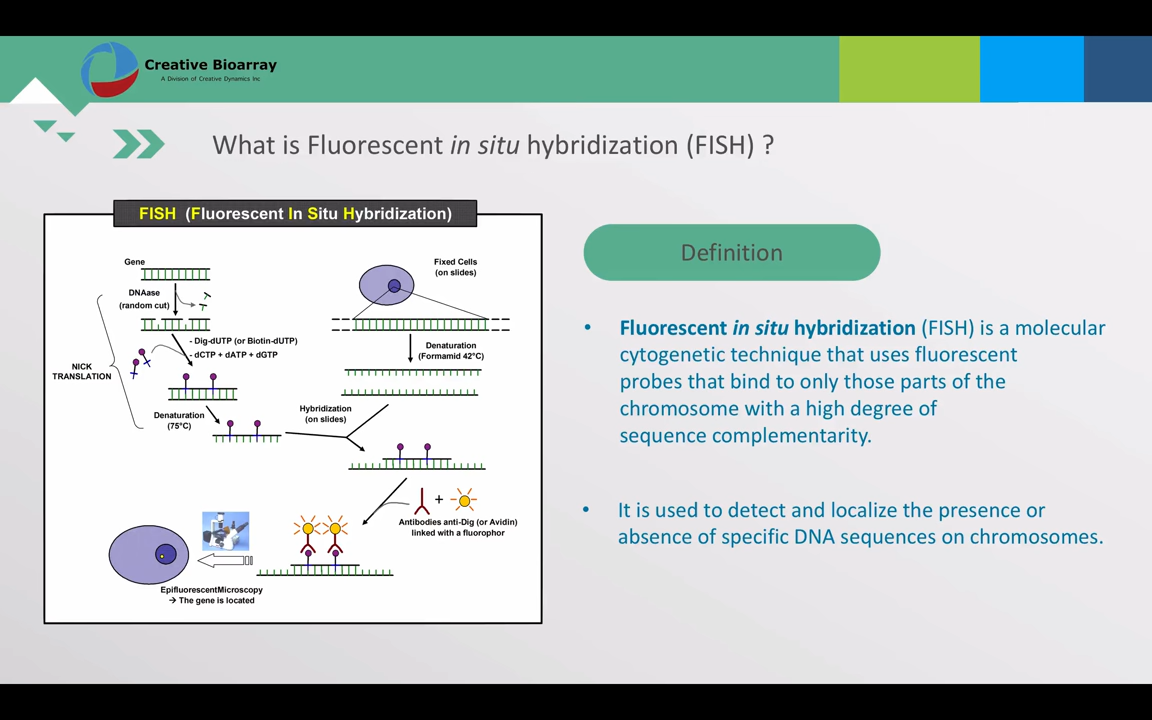 Creative Bioarray
A Division of Creative Dynamics Inc
What is Fluorescent in situ hybridization (FISH) ?
FISH (Fluorescent In Situ Hybridization)
Gene
DNAase
(random cut)
- Dig-dUTP (or Biotin-dUTP)
- dCTP + dATP + dGTP
NICK
TRANSLATION
Denaturation
(75°C)
Fixed Cells
(on slides)
Denaturation
(Formamid 42°C)
Hybridization
(on slides)
+
Antibodies anti-Dig (or Avidin)
linked with a fluorophor
EpifluorescentMicroscopy
→ The gene is located
Definition
• Fluorescent in situ hybridization (FISH) is a molecular
cytogenetic technique that uses fluorescent
probes that bind to only those parts of the
chromosome with a high degree of
sequence complementarity.
• It is used to detect and localize the presence or
absence of specific DNA sequences on chromosomes.